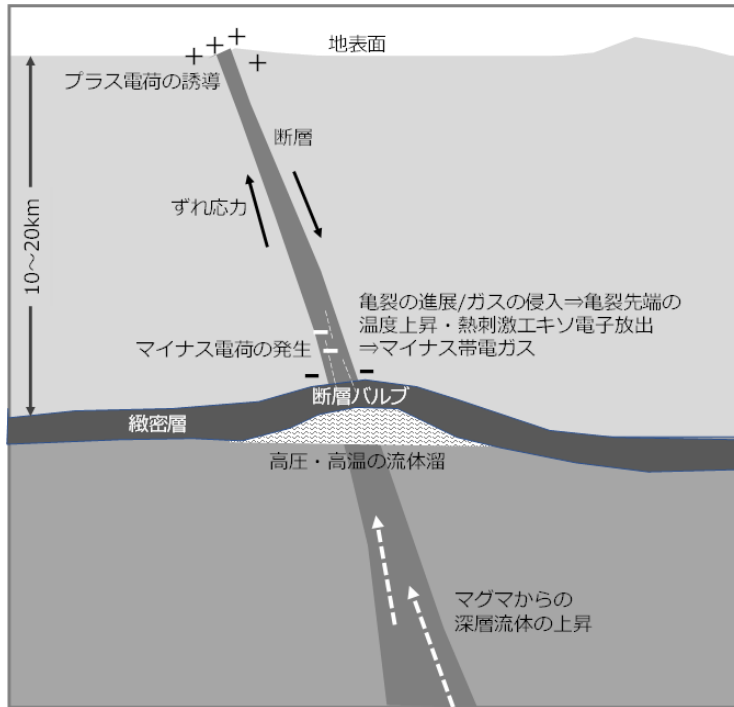 地表面
プラス電荷の誘導
断層
ずれ応力
10～20km
亀裂の進展/ガスの侵入⇒亀裂先端の
温度上昇・熱刺激エキソ電子放出
⇒マイナス帯電ガス
マイナス電荷の発生
断層バルブ
緻密層
高圧・高温の流体溜
マグマからの
深層流体の上昇